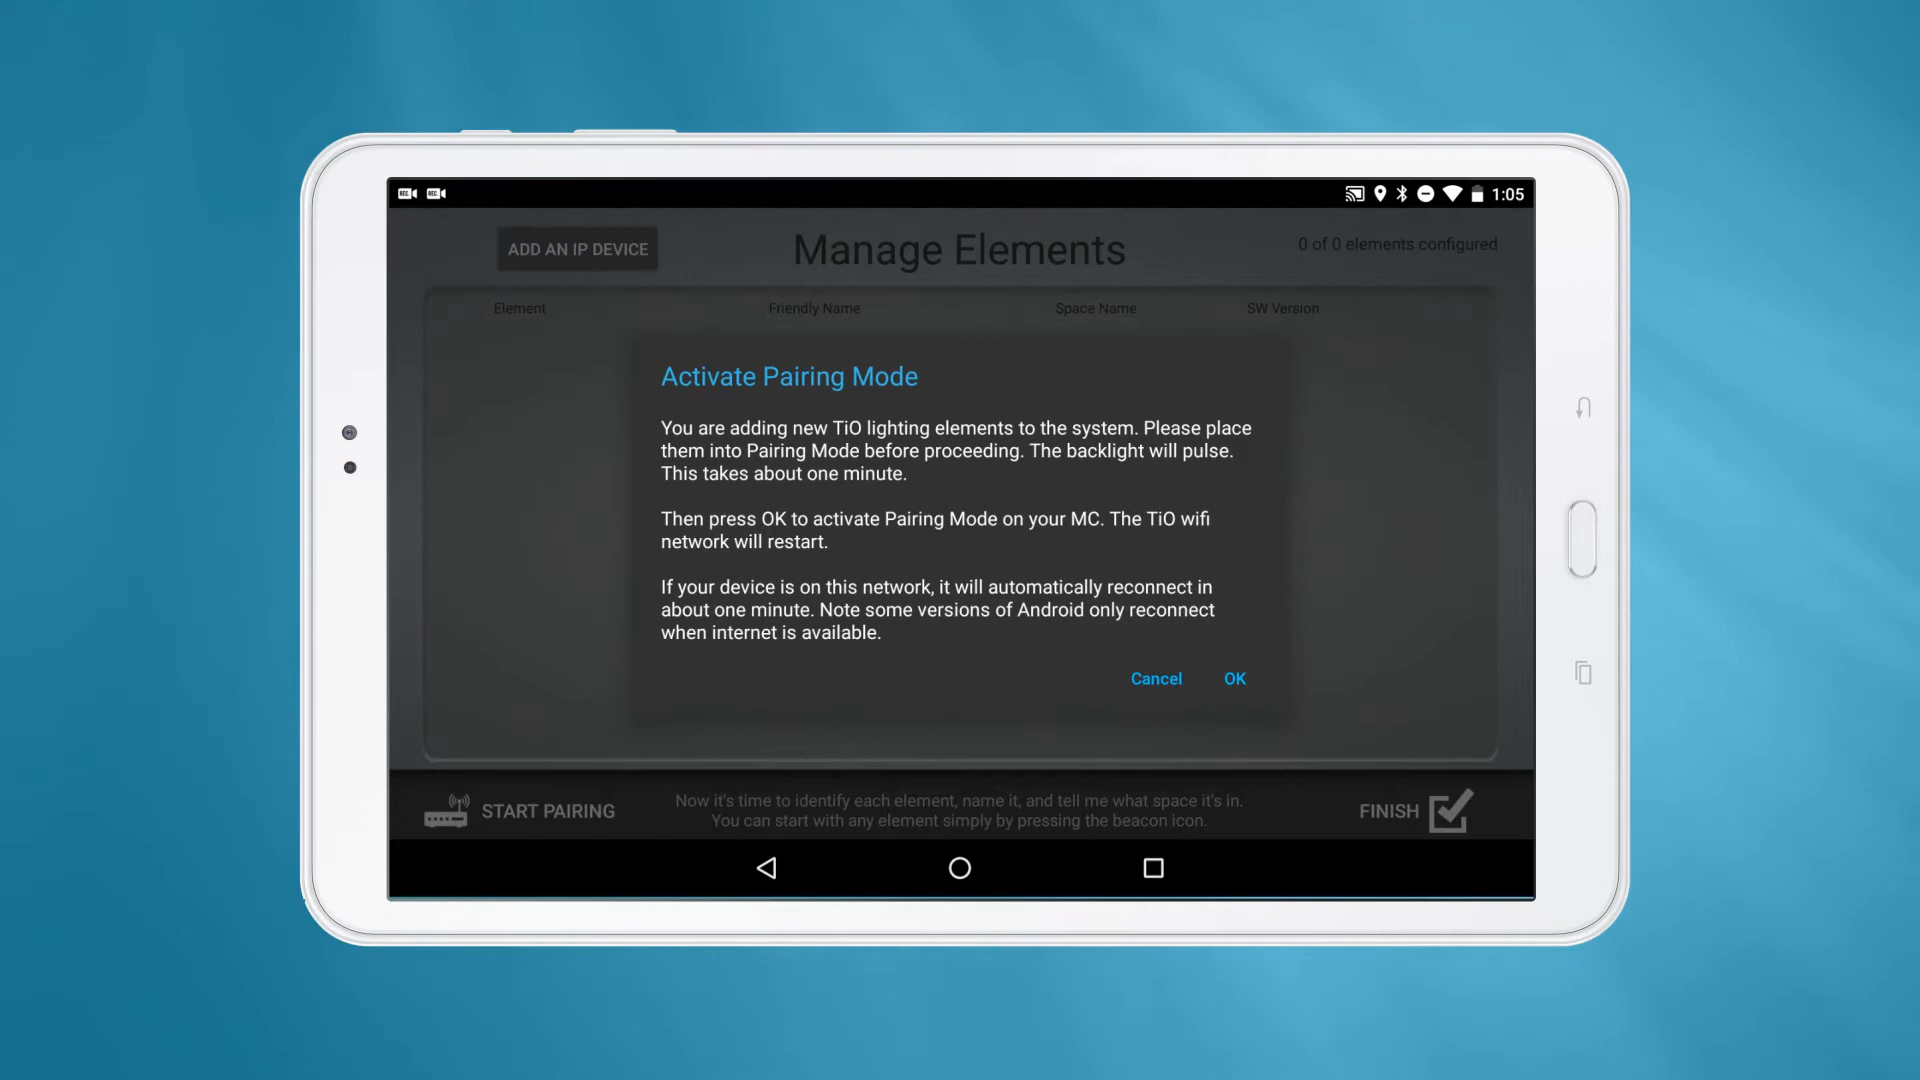 REC REC 1:05
ADD AN IP DEVICE Manage Elements 0 of 0 elements configured
Element Friendly Name Space Name SW Version
Activate Pairing Mode
You are adding new TiO lighting elements to the system. Please place
them into Pairing Mode before proceeding. The backlight will pulse.
This takes about one minute.
Then press OK to activate Pairing Mode on your MC. The TiO wifi
network will restart.
If your device is on this network, it will automatically reconnect in
about one minute. Note some versions of Android only reconnect
when internet is available.
Cancel OK
START PAIRING
Now it's time to identify each element, name it, and tell me what space it's in.
You can start with any element simply by pressing the beacon icon.
FINISH